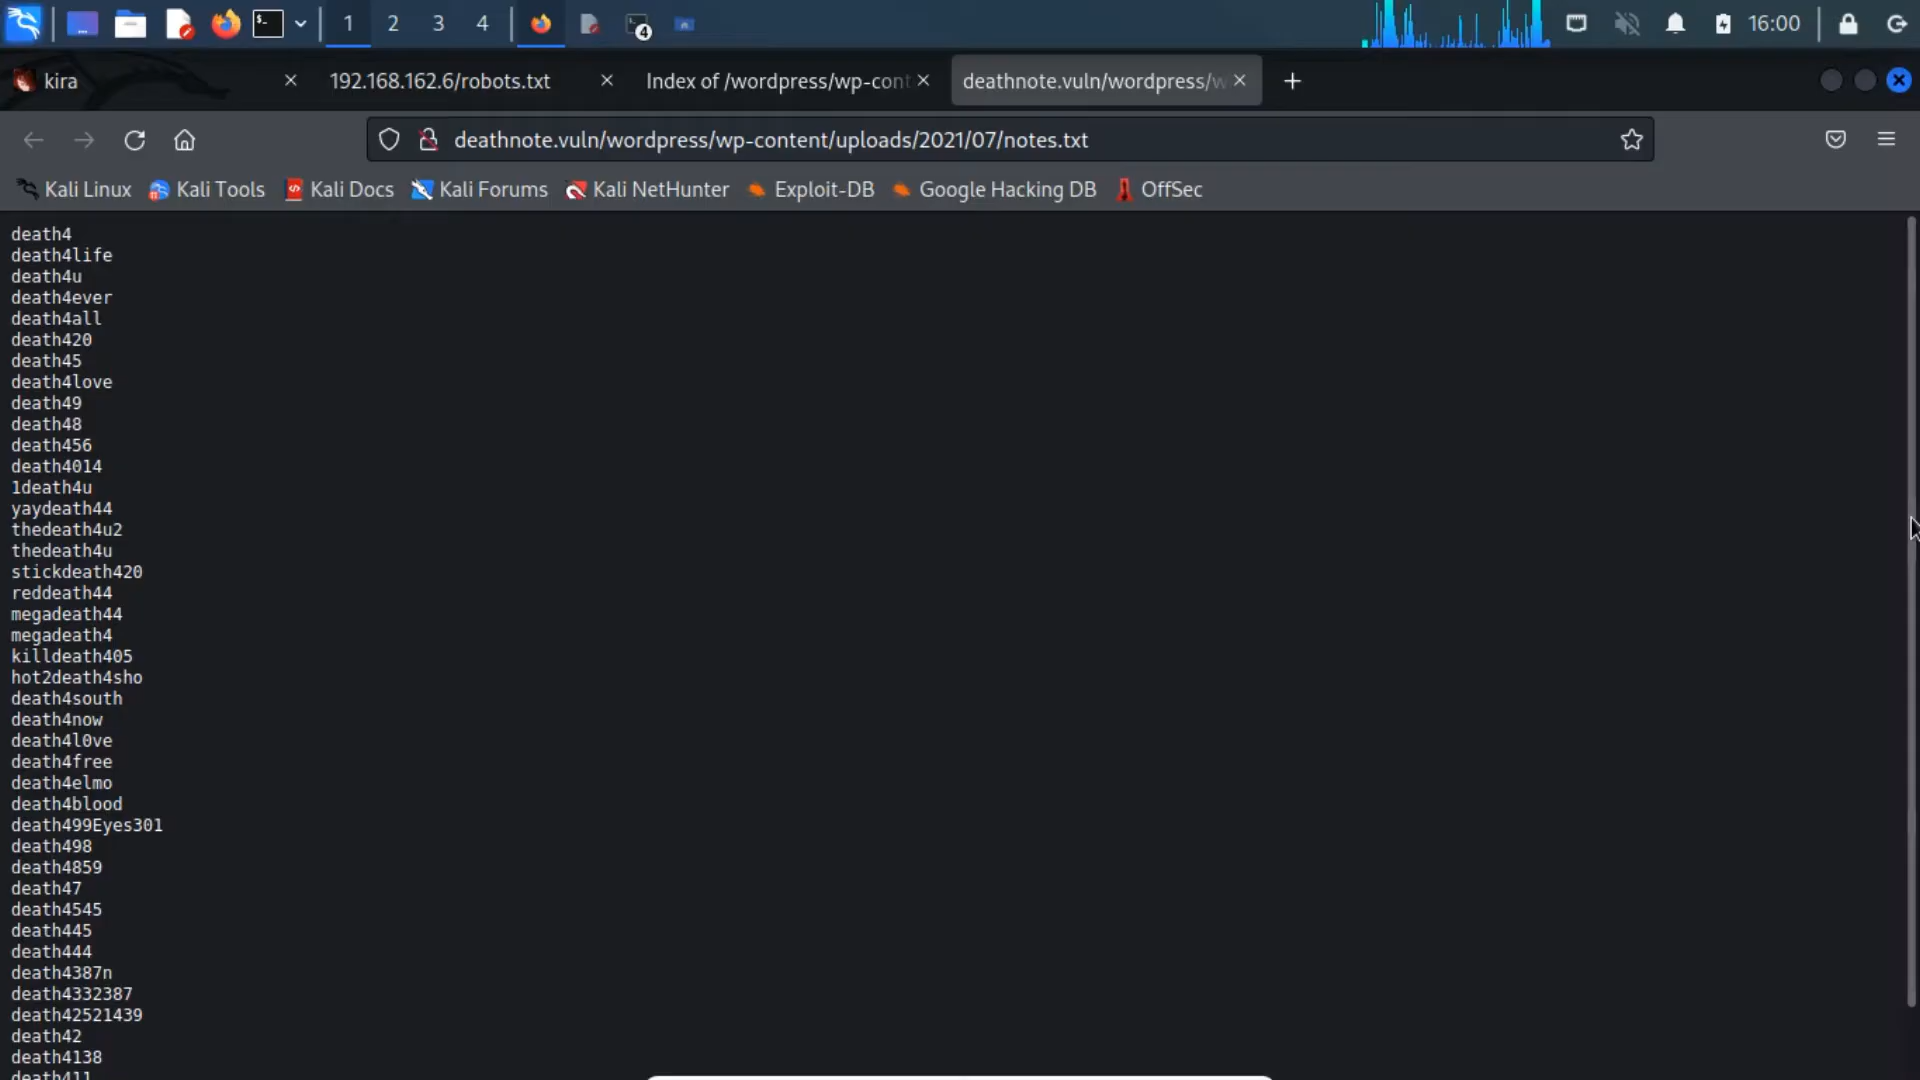 $_
1
2
3
4
4
16:00
kira
192.168.162.6/robots.txt
Index of /wordpress/wp-cont
deathnote.vuln/wordpress/w
deathnote.vuln/wordpress/wp-content/uploads/2021/07/notes.txt
Kali Linux
Kali Tools
Kali Docs
Kali Forums
Kali NetHunter
Exploit-DB
Google Hacking DB
OffSec
death4
death4life
death4u
death4ever
death4all
death420
death45
death4love
death49
death48
death456
death4014
1death4u
yaydeath44
thedeath4u2
thedeath4u
stickdeath420
reddeath44
megadeath44
megadeath4
killdeath405
hot2death4sho
death4south
death4now
death4l0ve
death4free
death4elmo
death4blood
death499Eyes301
death498
death4859
death47
death4545
death445
death444
death4387n
death4332387
death42521439
death42
death4138
death411